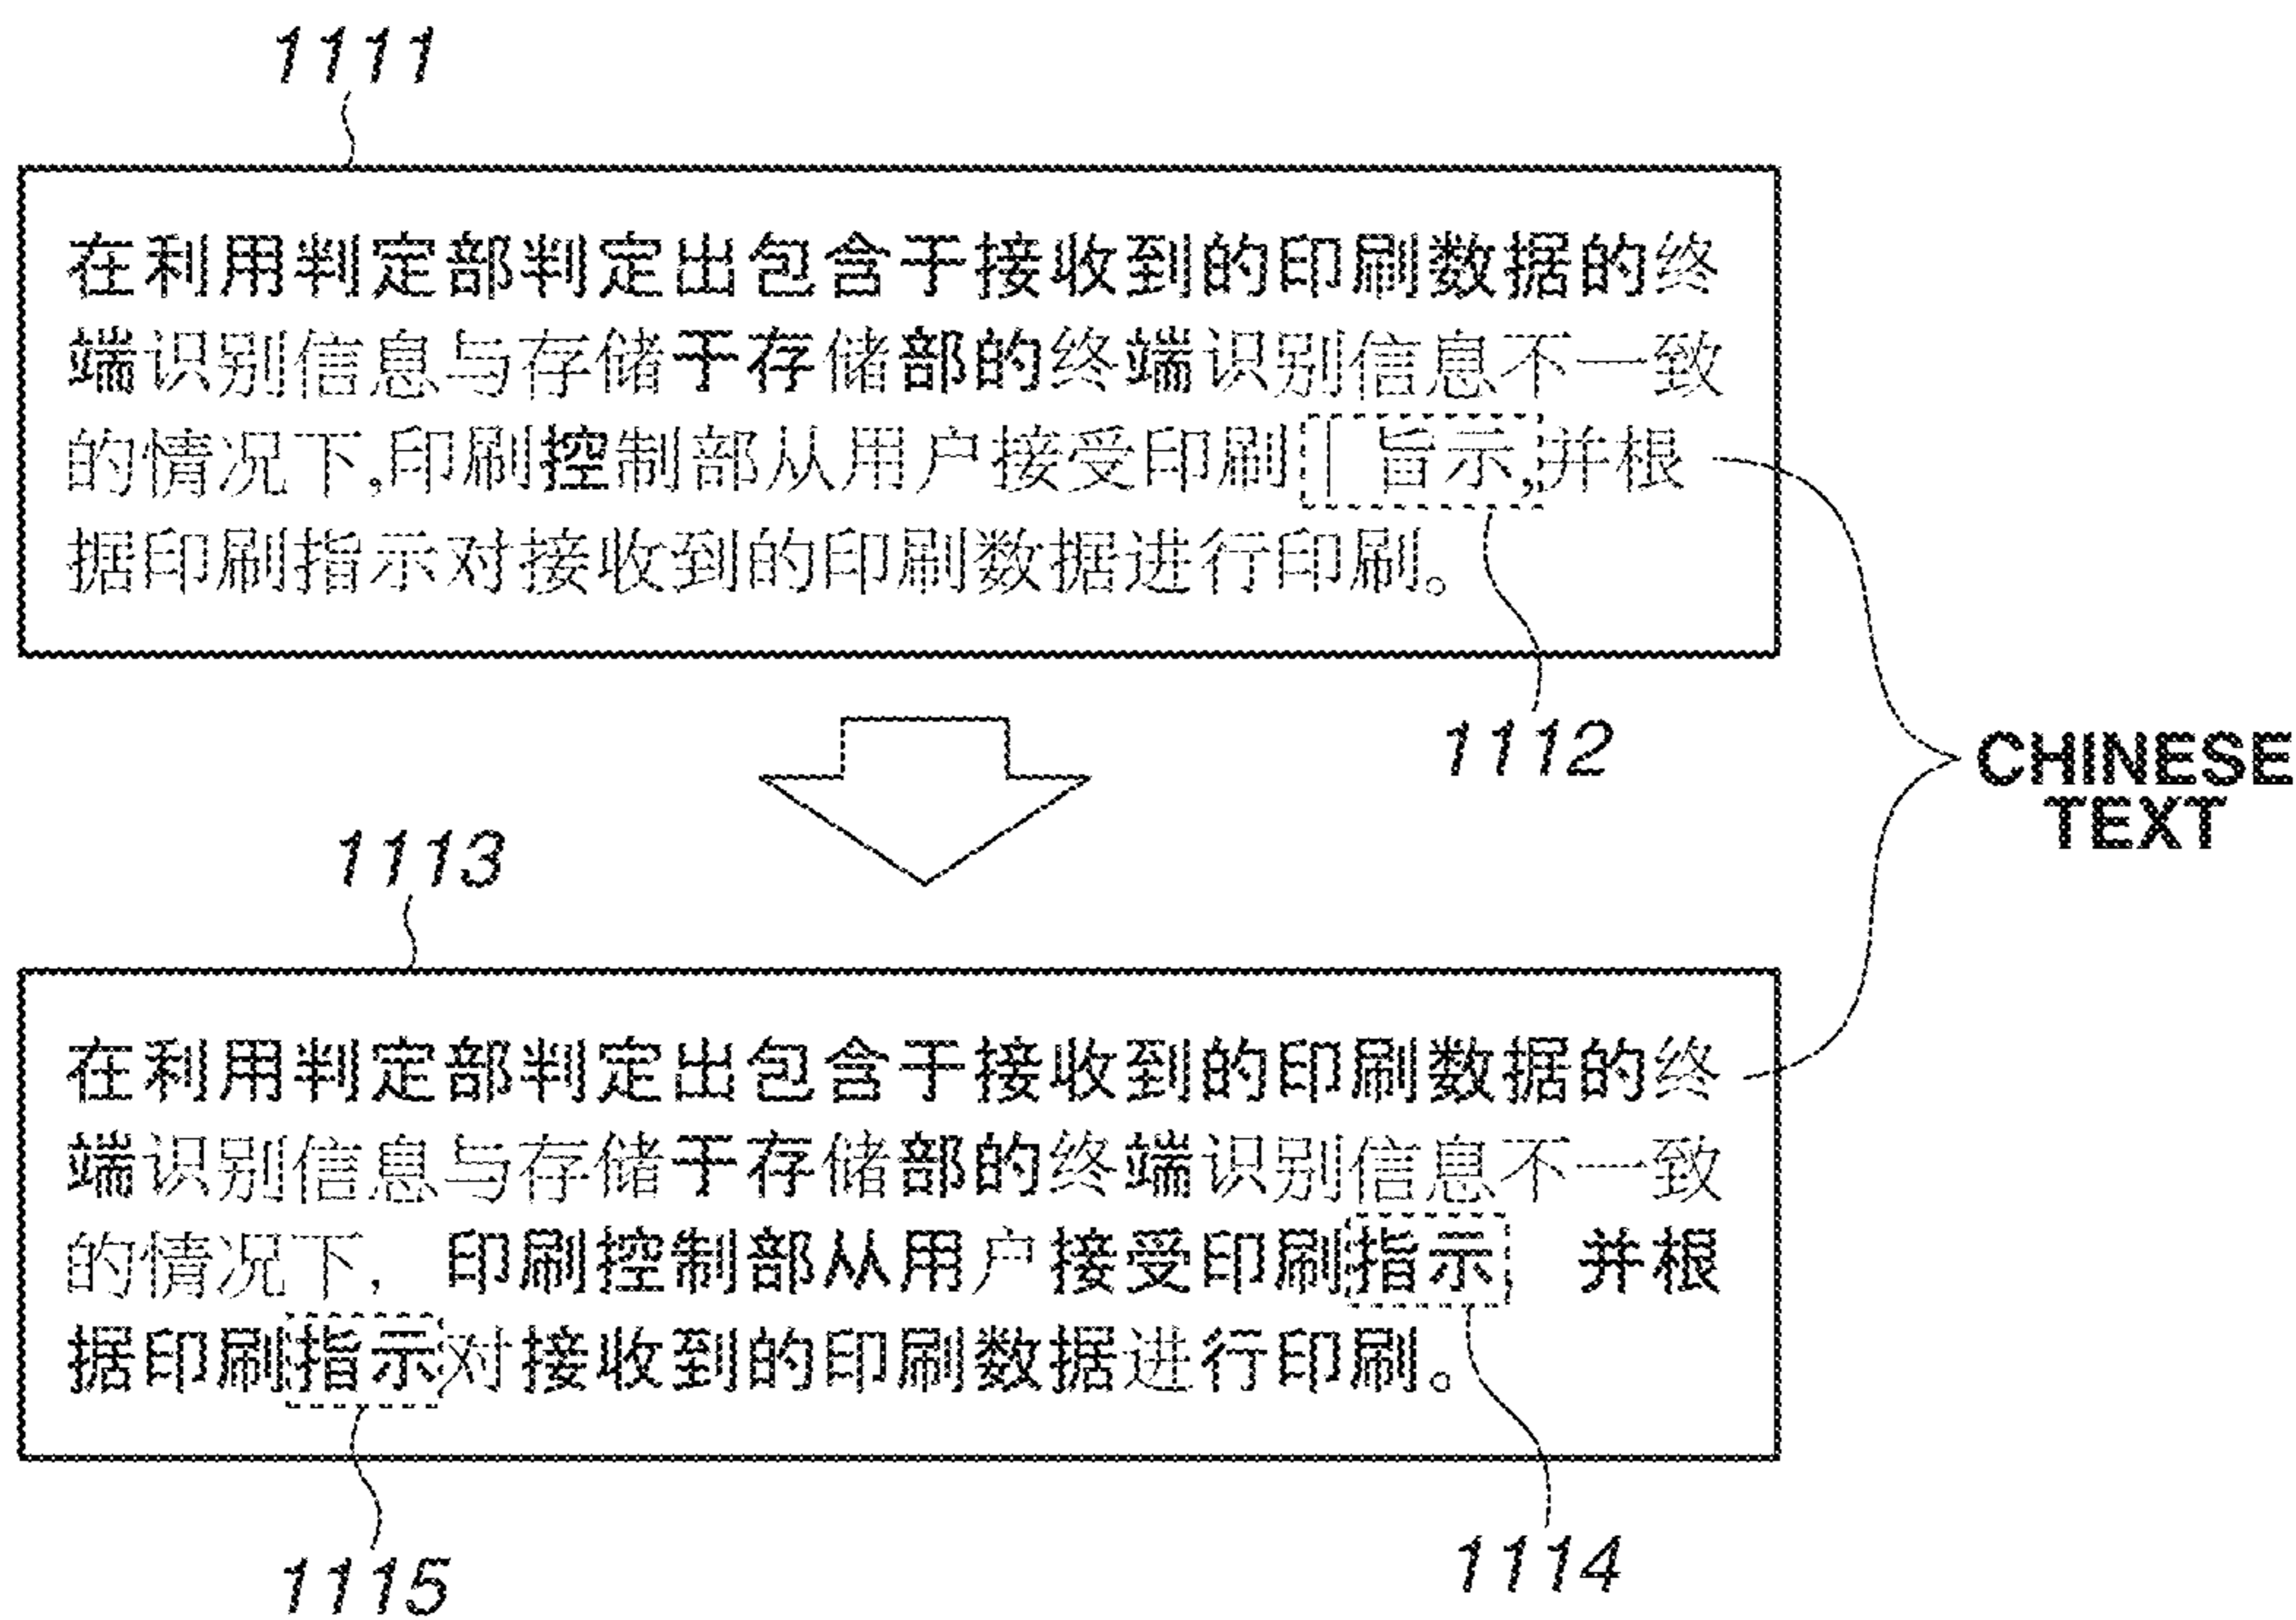 1111
在利用判定部判定出包含于接收到的印刷数据的终
端识别信息与存储于存储部的终端识别信息不一致
的情况下,印刷控制部从用户接受印刷旨示,并根
据印刷指示对接收到的印刷数据进行印刷。
1112
CHINESE
TEXT
1113
在利用判定部判定出包含于接收到的印刷数据的终
端识别信息与存储于存储部的终端识别信息不一致
的情况下, 印刷控制部从用户接受印刷指示 并根
据印刷指示对接收到的印刷数据进行印刷。
1115
1114